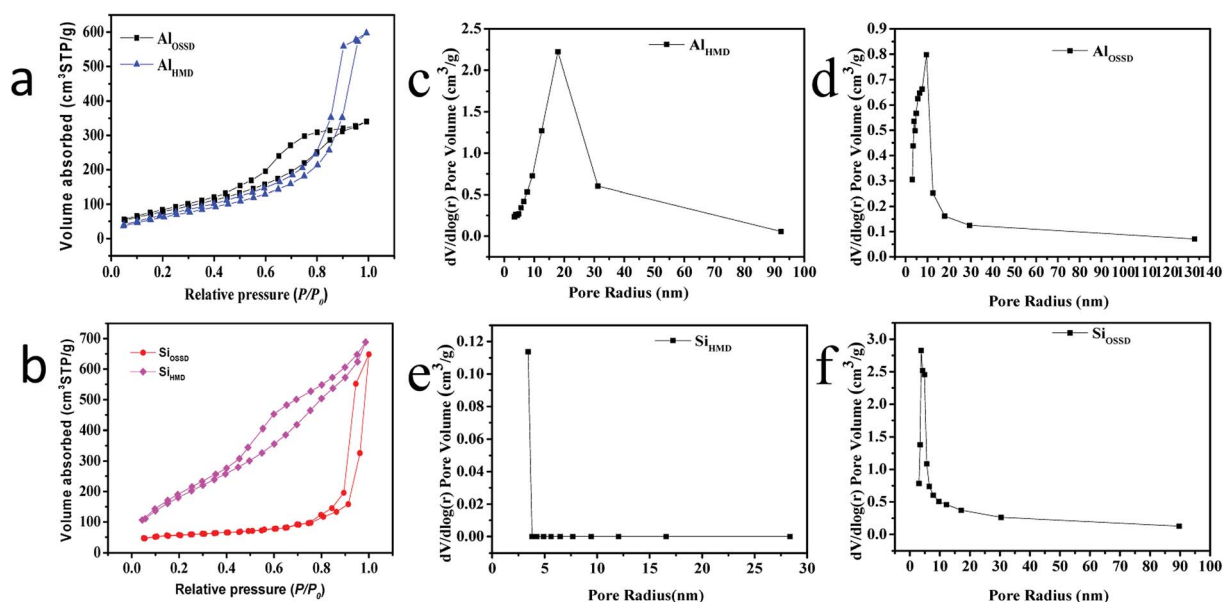 a
Volume absorbed (cm³STP/g)
600
500
400
300
200
100
0
Al_OSSD
Al_HMD
0.0 0.2 0.4 0.6 0.8 1.0
Relative pressure (P/P₀)
c
dV/dlog(r) Pore Volume (cm³/g)
2.5
2.0
1.5
1.0
0.5
0.0
Al_HMD
0 10 20 30 40 50 60 70 80 90 100
Pore Radius (nm)
d
dV/dlog(r) Pore Volume (cm³/g)
0.9
0.8
0.7
0.6
0.5
0.4
0.3
0.2
0.1
0.0
Al_OSSD
0 10 20 30 40 50 60 70 80 90 100 110 120 130 140
Pore Radius (nm)
b
Volume absorbed (cm³STP/g)
700
600
500
400
300
200
100
0
Si_OSSD
Si_HMD
0.0 0.2 0.4 0.6 0.8 1.0
Relative pressure (P/P₀)
e
dV/dlog(r) Pore Volume (cm³/g)
0.12
0.10
0.08
0.06
0.04
0.02
0.00
Si_HMD
0 5 10 15 20 25 30
Pore Radius(nm)
f
dV/dlog(r) Pore Volume (cm³/g)
3.0
2.5
2.0
1.5
1.0
0.5
0.0
Si_OSSD
0 10 20 30 40 50 60 70 80 90 100
Pore Radius (nm)